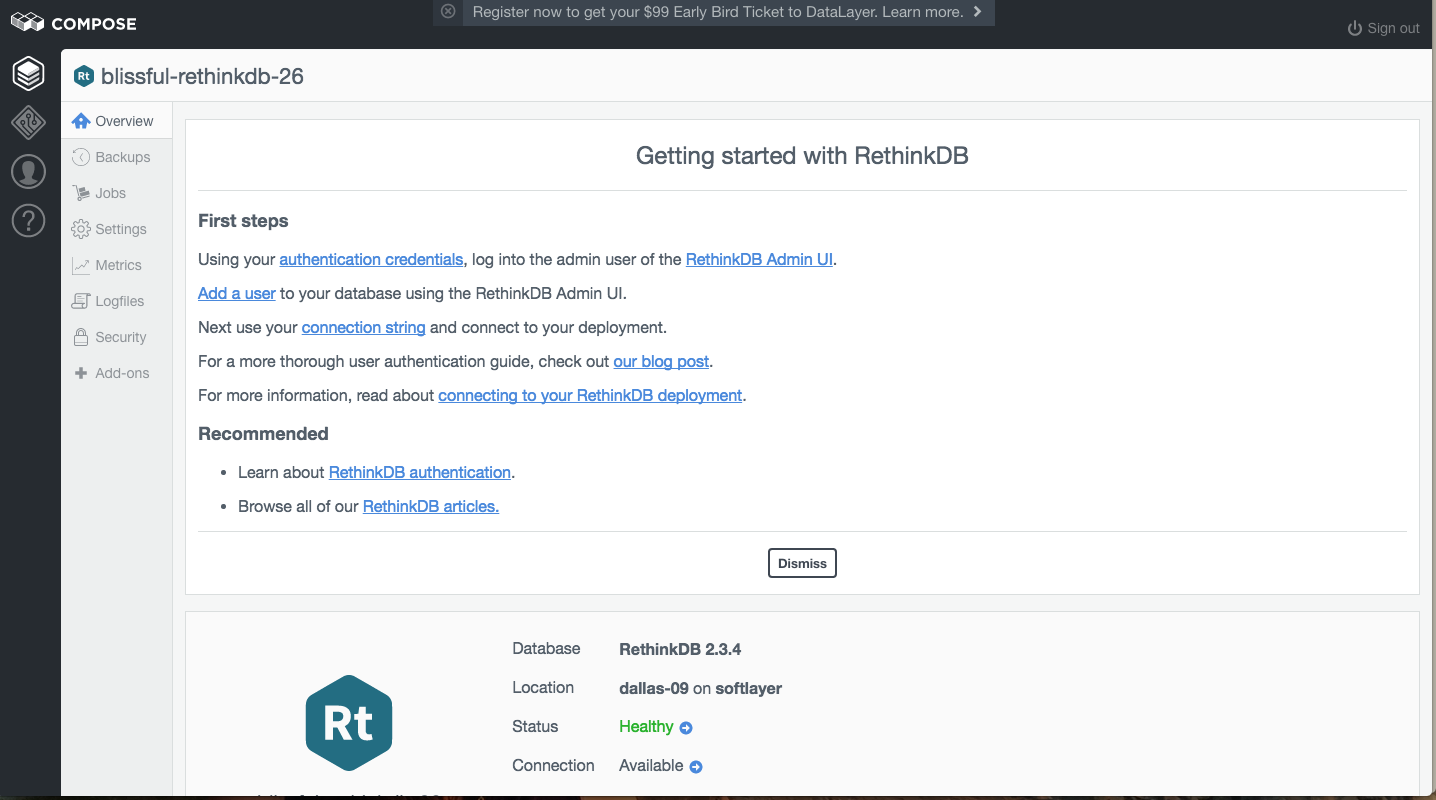 COMPOSE
Register now to get your $99 Early Bird Ticket to DataLayer. Learn more.
Sign out
Rt blissful-rethinkdb-26
Overview
Backups
Jobs
Settings
Metrics
Logfiles
Security
Add-ons
Getting started with RethinkDB
First steps
Using your authentication credentials, log into the admin user of the RethinkDB Admin UI.
Add a user to your database using the RethinkDB Admin UI.
Next use your connection string and connect to your deployment.
For a more thorough user authentication guide, check out our blog post.
For more information, read about connecting to your RethinkDB deployment.
Recommended
• Learn about RethinkDB authentication.
• Browse all of our RethinkDB articles.
Dismiss
Rt
Database RethinkDB 2.3.4
Location dallas-09 on softlayer
Status Healthy
Connection Available